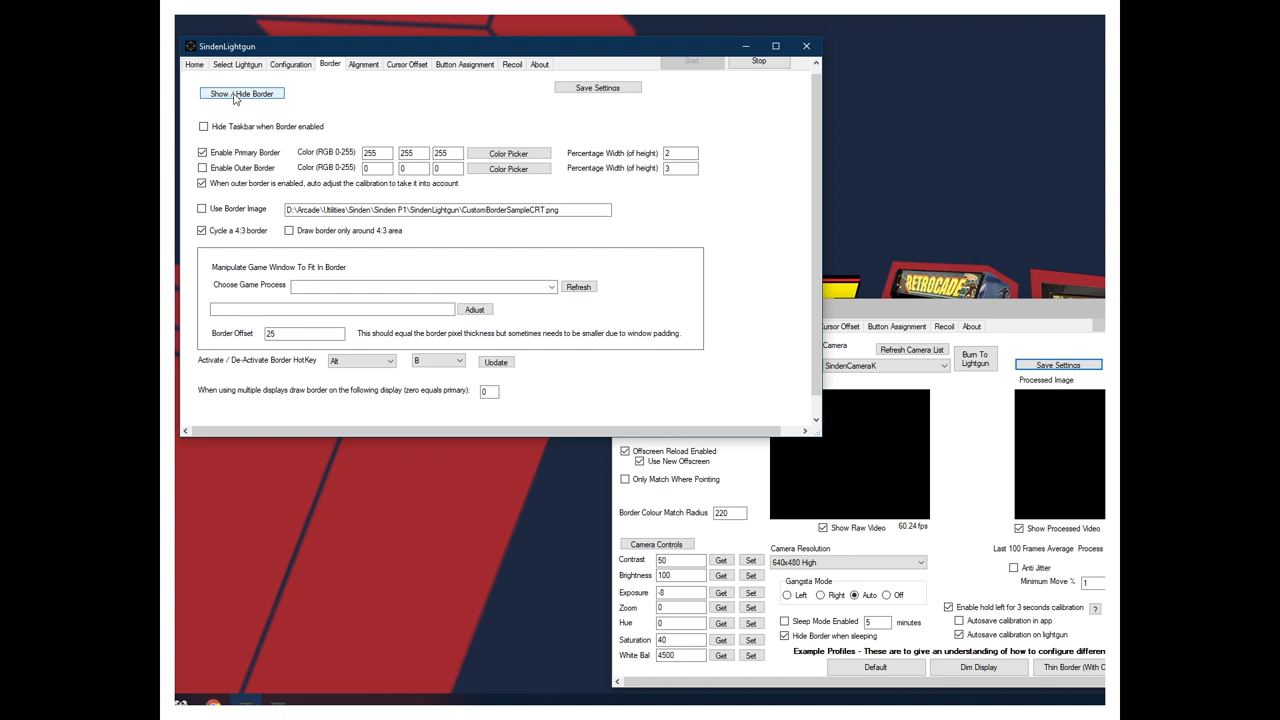 SindenLightgun
Home Select Lightgun Configuration Border Alignment Cursor Offset Button Assignment Recoil About Start Stop
Show / Hide Border
Save Settings
Hide Taskbar when Border enabled
Enable Primary Border Color (RGB 0-255) 255 255 255 Color Picker Percentage Width (of height) 2
Enable Outer Border Color (RGB 0-255) 0 0 0 Color Picker Percentage Width (of height) 3
When outer border is enabled, auto adjust the calibration to take it into account
Use Border Image D:\Arcade\Utilities\Sinden\Sinden P1\SindenLightgun\CustomBorderSampleCRT.png
Cycle a 4:3 border Draw border only around 4:3 area
Manipulate Game Window To Fit In Border
Choose Game Process Refresh
Adjust
Border Offset 25 This should equal the border pixel thickness but sometimes needs to be smaller due to window padding.
Activate / De-Activate Border HotKey Alt B Update
When using multiple displays draw border on the following display (zero equals primary): 0
RETROCADE
Cursor Offset Button Assignment Recoil About
Camera Refresh Camera List Burn To
Lightgun
SindenCameraK
Save Settings
Processed Image
Offscreen Reload Enabled
Use New Offscreen
Only Match Where Pointing
Border Colour Match Radius 220
Show Raw Video 60.24 fps Show Processed Video
Camera Controls
Camera Resolution
640x480 High
Last 100 Frames Average Process
Contrast 50 Get Set
Brightness 100 Get Set
Exposure -8 Get Set
Zoom 0 Get Set
Hue 0 Get Set
Saturation 40 Get Set
White Bal 4500 Get Set
Gangsta Mode
Left Right Auto Off
Anti Jitter
Minimum Move % 1
Sleep Mode Enabled 5 minutes
Hide Border when sleeping
Enable hold left for 3 seconds calibration ?
Autosave calibration in app
Autosave calibration on lightgun
Example Profiles - These are to give an understanding of how to configure differen
Default Dim Display Thin Border (With C